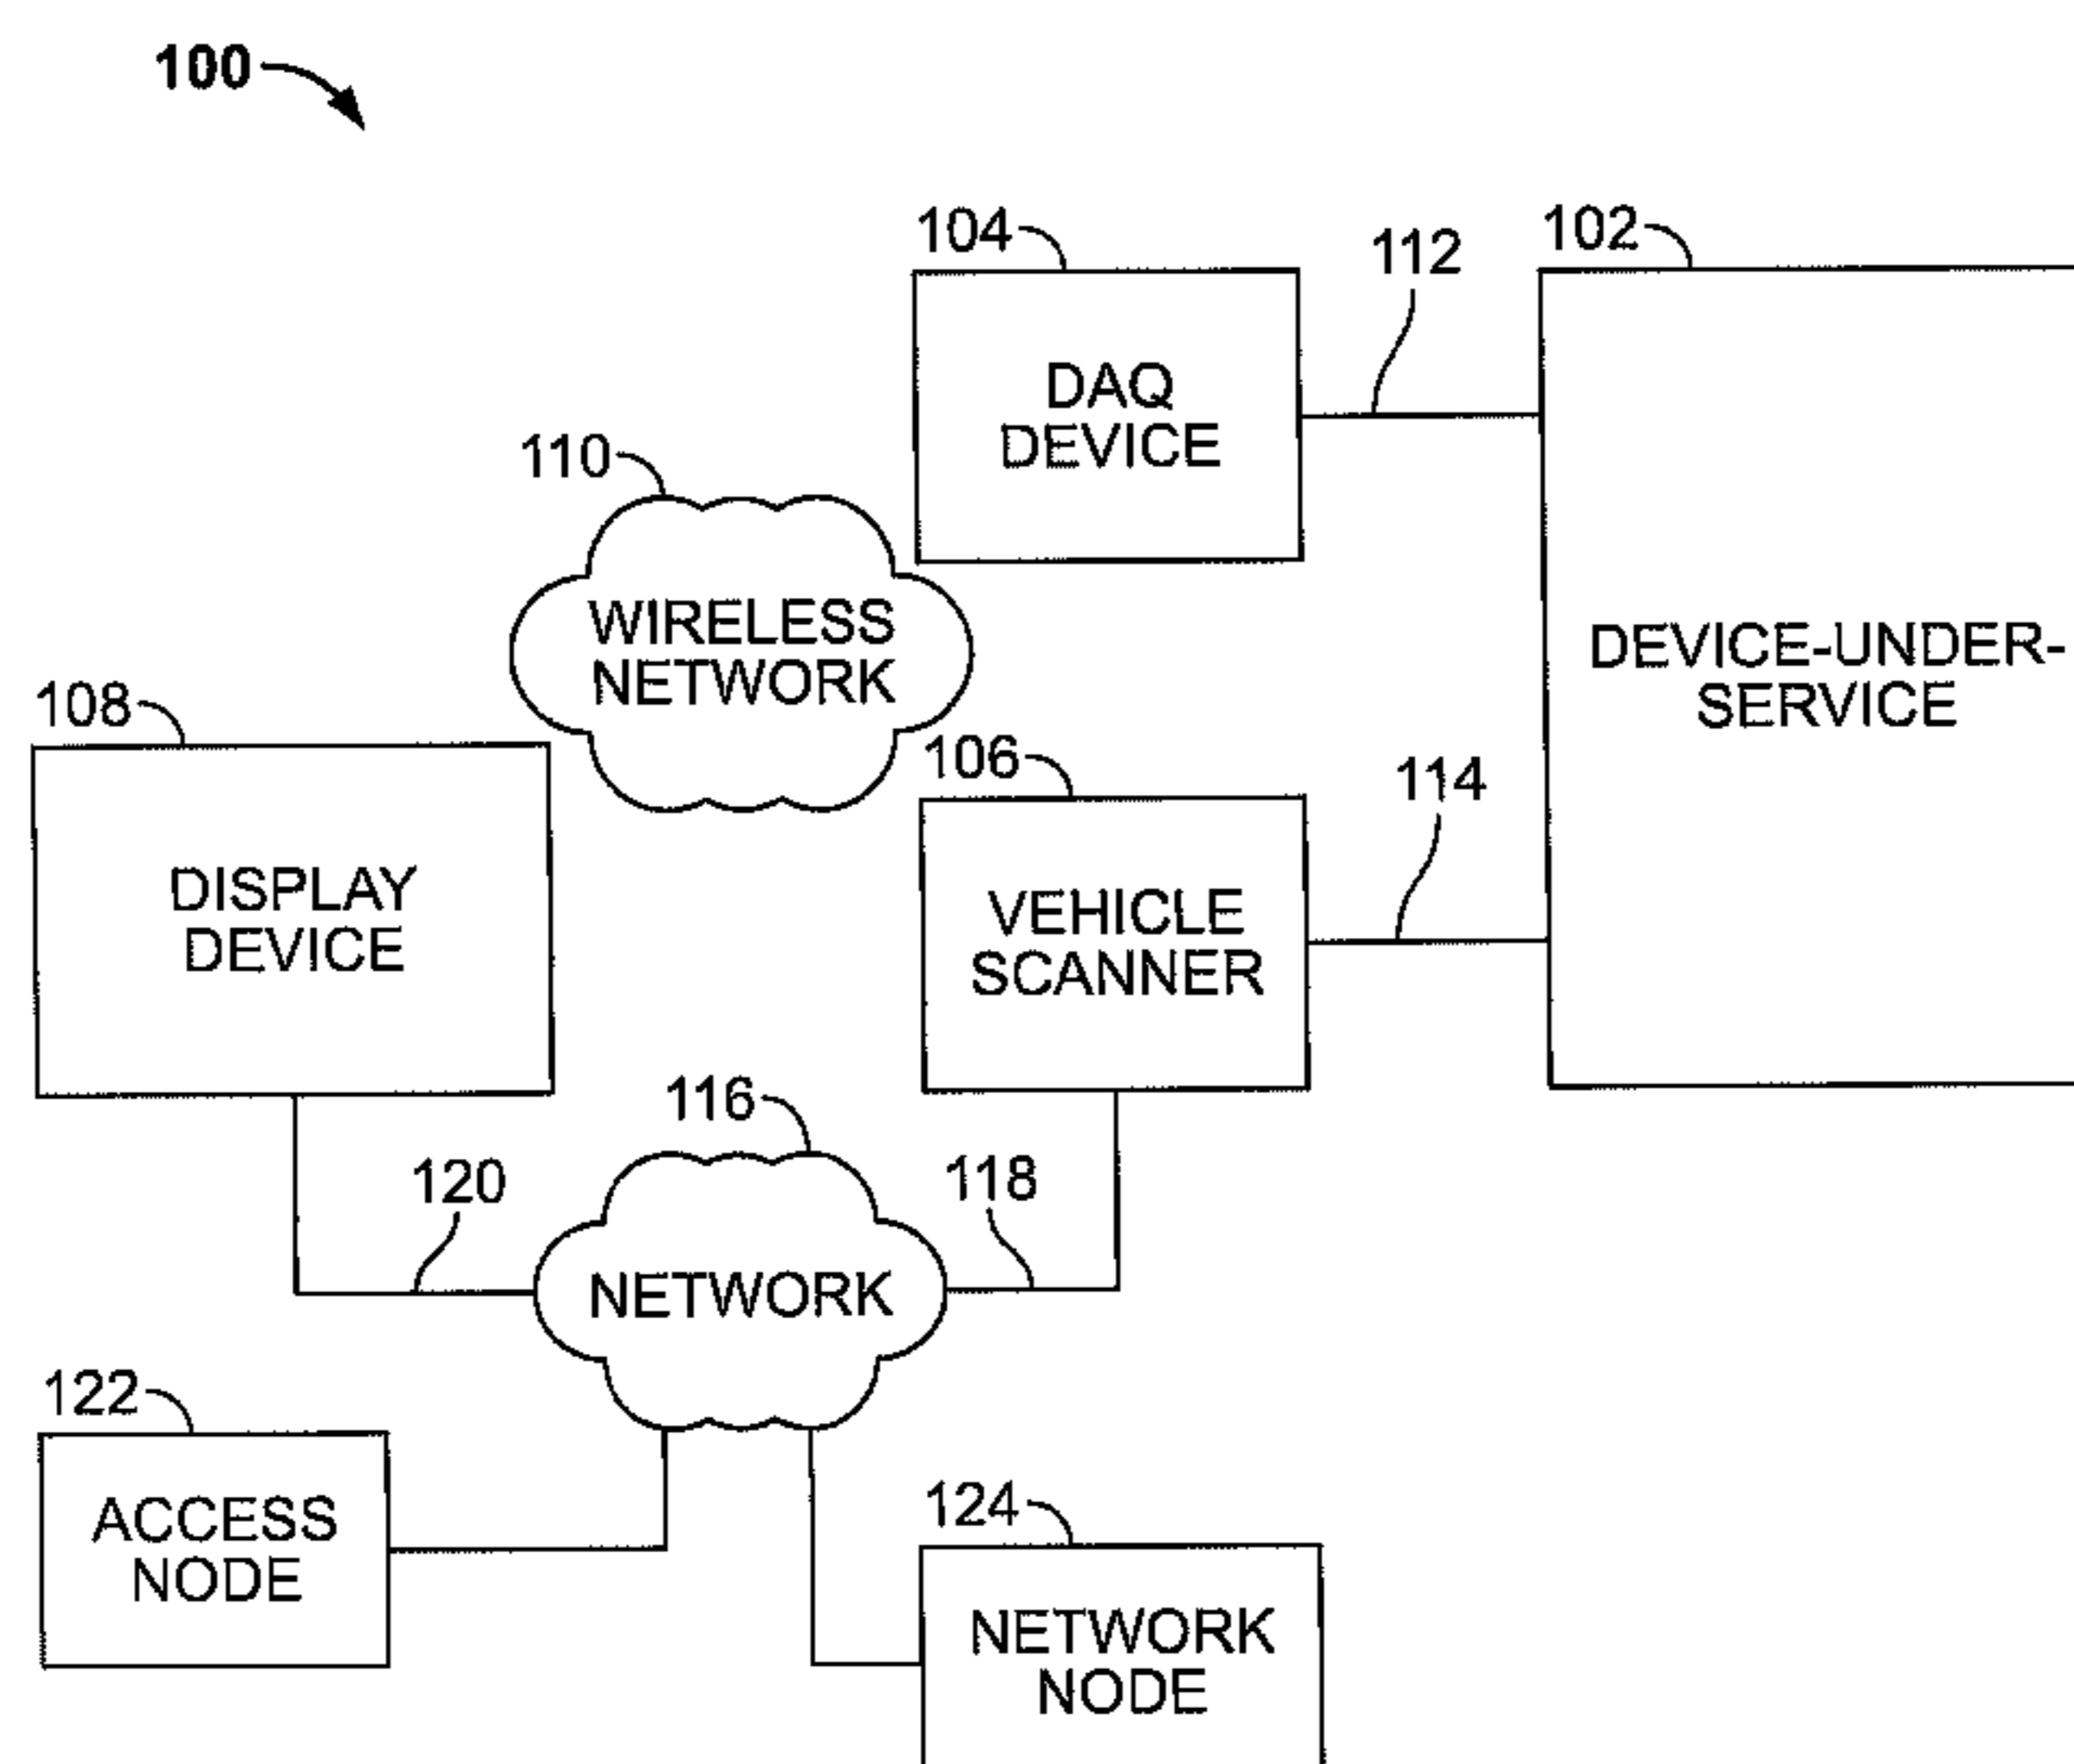 100
104
112
102
DAQ
DEVICE
110
WIRELESS
NETWORK
DEVICE-UNDER-
SERVICE
108
106
114
DISPLAY
DEVICE
VEHICLE
SCANNER
116
120
118
NETWORK
122
124
ACCESS
NODE
NETWORK
NODE